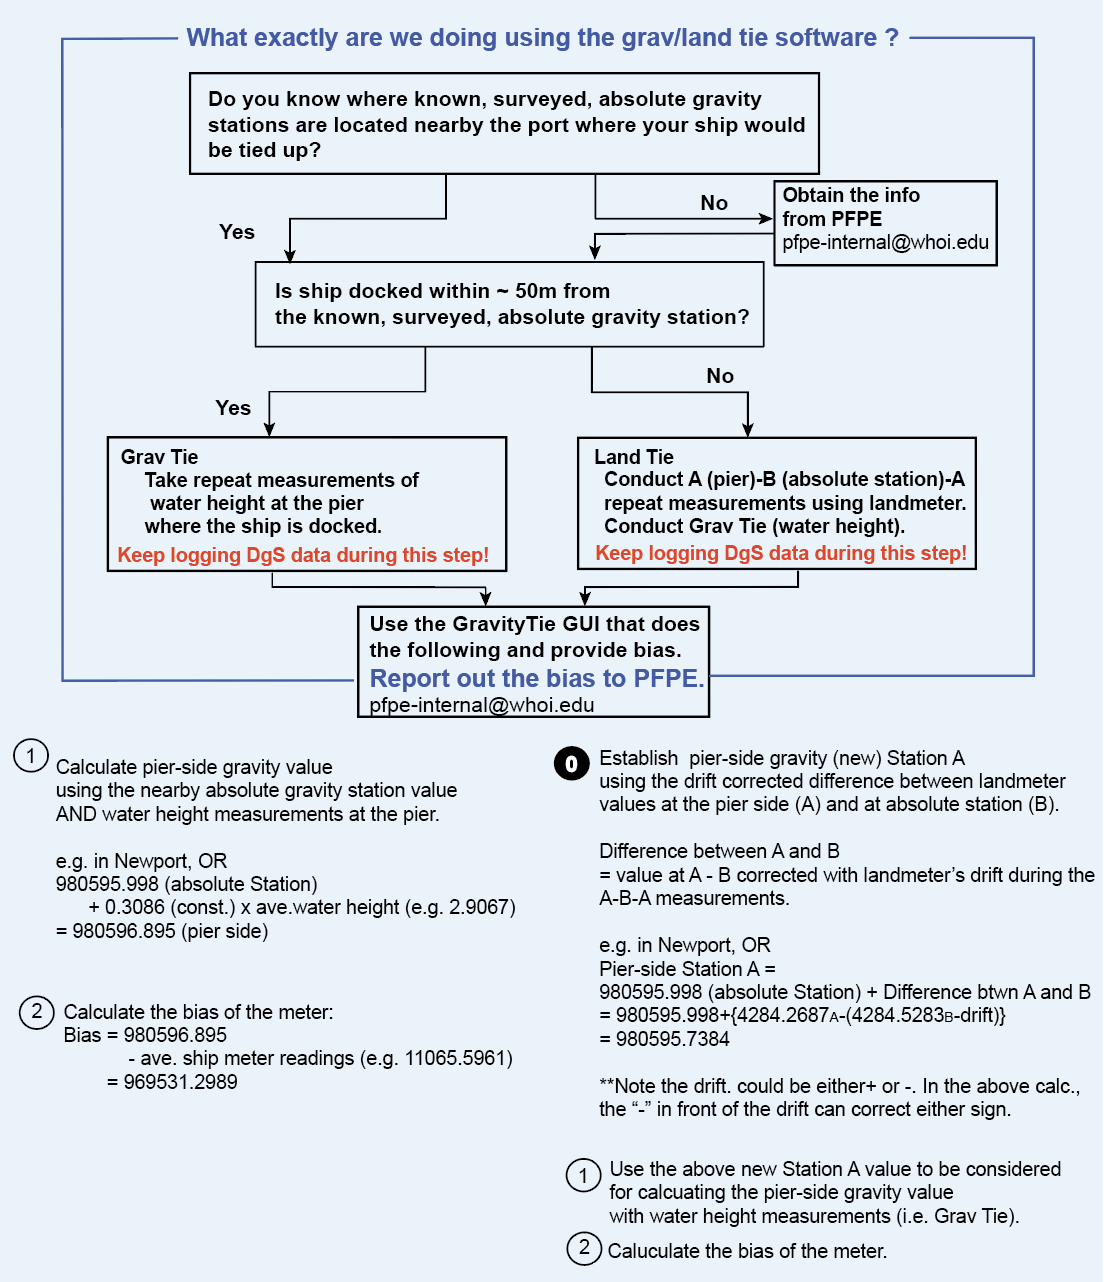 What exactly are we doing using the grav/land tie software ?
Do you know where known, surveyed, absolute gravity
stations are located nearby the port where your ship would
be tied up?
No
Obtain the info
from PFPE
pfpe-internal@whoi.edu
Yes
Is ship docked within ~ 50m from
the known, surveyed, absolute gravity station?
No
Yes
Grav Tie
Take repeat measurements of
water height at the pier
where the ship is docked.
Keep logging DgS data during this step!
Land Tie
Conduct A (pier)-B (absolute station)-A
repeat measurements using landmeter.
Conduct Grav Tie (water height).
Keep logging DgS data during this step!
Use the GravityTie GUI that does
the following and provide bias.
Report out the bias to PFPE.
pfpe-internal@whoi.edu
1
Calculate pier-side gravity value
using the nearby absolute gravity station value
AND water height measurements at the pier.
e.g. in Newport, OR
980595.998 (absolute Station)
+ 0.3086 (const.) x ave.water height (e.g. 2.9067)
= 980596.895 (pier side)
2
Calculate the bias of the meter:
Bias = 980596.895
- ave. ship meter readings (e.g. 11065.5961)
= 969531.2989
0
Establish pier-side gravity (new) Station A
using the drift corrected difference between landmeter
values at the pier side (A) and at absolute station (B).
Difference between A and B
= value at A - B corrected with landmeter's drift during the
A-B-A measurements.
e.g. in Newport, OR
Pier-side Station A =
980595.998 (absolute Station) + Difference btwn A and B
= 980595.998+{4284.2687A-(4284.5283B-drift)}
= 980595.7384
**Note the drift. could be either+ or -. In the above calc.,
the "-" in front of the drift can correct either sign.
1
Use the above new Station A value to be considered
for calcuating the pier-side gravity value
with water height measurements (i.e. Grav Tie).
2
Caluculate the bias of the meter.